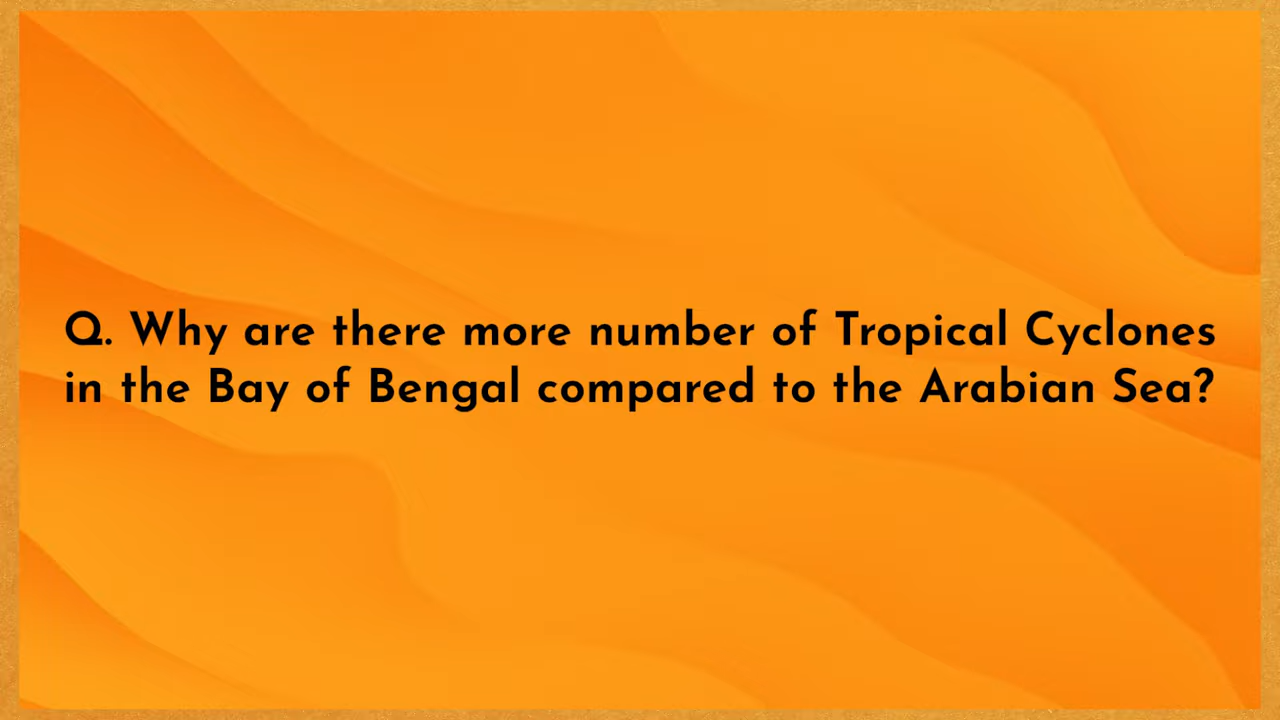 Q. Why are there more number of Tropical Cyclones
in the Bay of Bengal compared to the Arabian Sea?